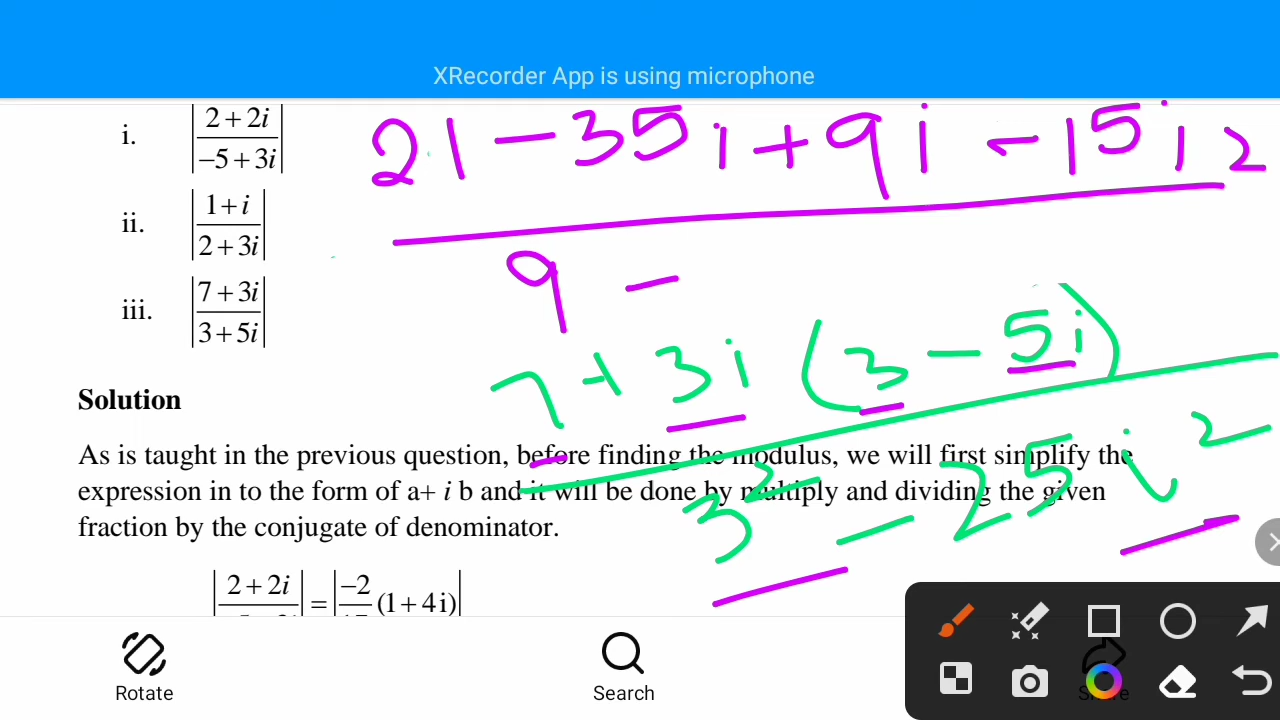 XRecorder App is using microphone
i. |2 + 2i / −5 + 3i|
21 − 35i + 9i − 15i2
ii. |1 + i / 2 + 3i|
9 −
iii. |7 + 3i / 3 + 5i|
7 + 3i (3 − 5i)
3² − 25i²
Solution
As is taught in the previous question, before finding the modulus, we will first simplify the
expression in to the form of a+ i b and it will be done by multiply and dividing the given
fraction by the conjugate of denominator.
|2 + 2i / | = |−2 / (1 + 4i)|
Rotate
Search